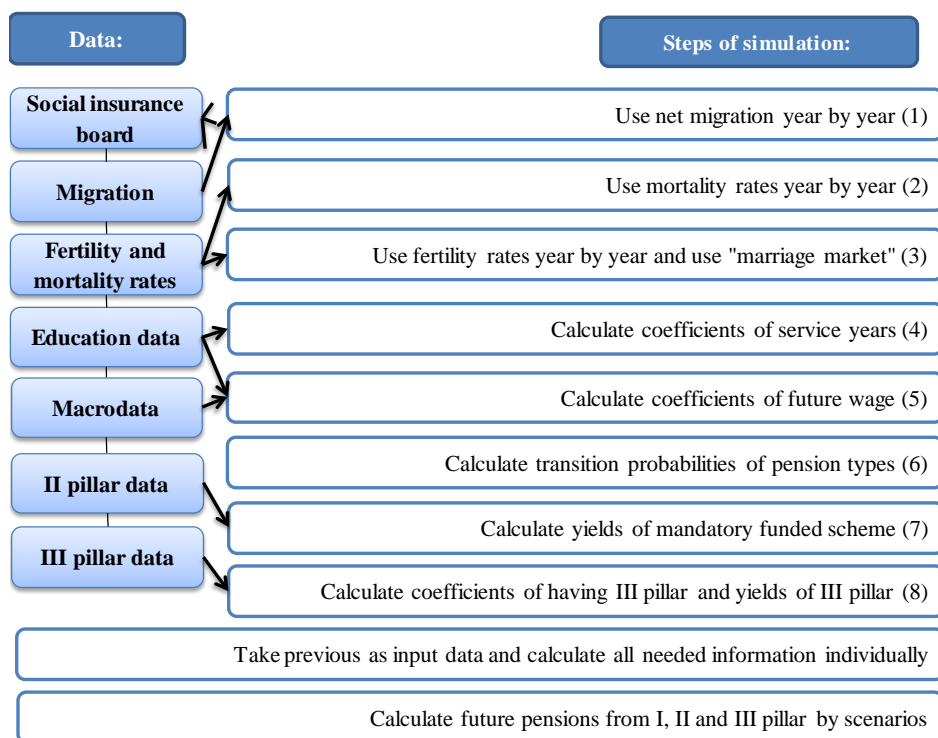 Data:
Steps of simulation:
Social insurance
board
Migration
Fertility and
mortality rates
Education data
Macrodata
II pillar data
III pillar data
Use net migration year by year (1)
Use mortality rates year by year (2)
Use fertility rates year by year and use "marriage market" (3)
Calculate coefficients of service years (4)
Calculate coefficients of future wage (5)
Calculate transition probabilities of pension types (6)
Calculate yields of mandatory funded scheme (7)
Calculate coefficients of having III pillar and yields of III pillar (8)
Take previous as input data and calculate all needed information individually
Calculate future pensions from I, II and III pillar by scenarios